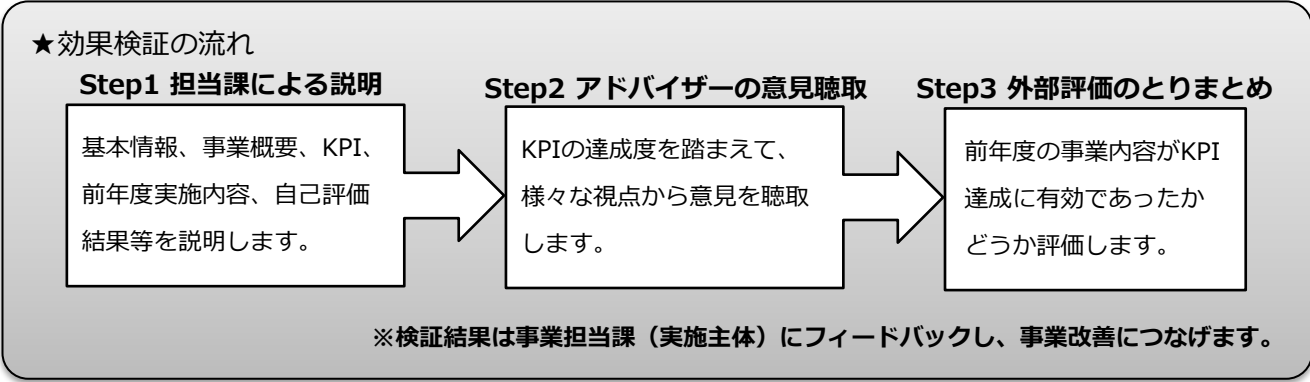 ★効果検証の流れ
Step1 担当課による説明
基本情報、事業概要、KPI、
前年度実施内容、自己評価
結果等を説明します。
Step2 アドバイザーの意見聴取
KPIの達成度を踏まえて、
様々な視点から意見を聴取
します。
Step3 外部評価のとりまとめ
前年度の事業内容がKPI
達成に有効であったか
どうか評価します。
※検証結果は事業担当課（実施主体）にフィードバックし、事業改善につなげます。